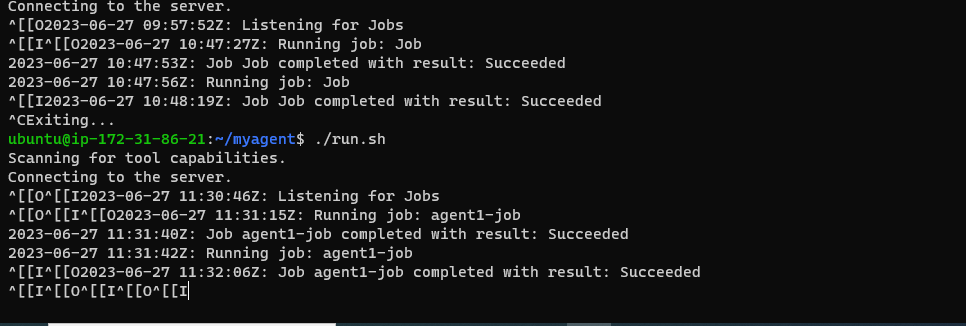 Connecting to the server.
^[[O2023-06-27 09:57:52Z: Listening for Jobs
^[[I^[[O2023-06-27 10:47:27Z: Running job: Job
2023-06-27 10:47:53Z: Job Job completed with result: Succeeded
2023-06-27 10:47:56Z: Running job: Job
^[[I2023-06-27 10:48:19Z: Job Job completed with result: Succeeded
^CExiting...
ubuntu@ip-172-31-86-21:~/myagent$ ./run.sh
Scanning for tool capabilities.
Connecting to the server.
^[[O^[[I2023-06-27 11:30:46Z: Listening for Jobs
^[[O^[[I^[[O2023-06-27 11:31:15Z: Running job: agent1-job
2023-06-27 11:31:40Z: Job agent1-job completed with result: Succeeded
2023-06-27 11:31:42Z: Running job: agent1-job
^[[I^[[O2023-06-27 11:32:06Z: Job agent1-job completed with result: Succeeded
^[[I^[[O^[[I^[[O^[[I